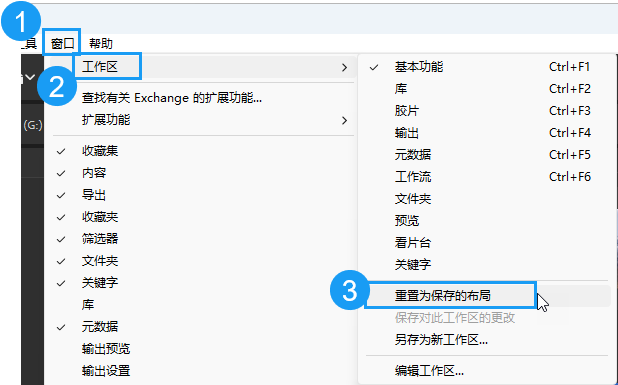 1
具
窗口
帮助
2
工作区
查找有关 Exchange 的扩展功能...
扩展功能
(G:)
收藏集
内容
导出
收藏夹
筛选器
文件夹
关键字
库
元数据
输出预览
输出设置
基本功能 Ctrl+F1
库 Ctrl+F2
胶片 Ctrl+F3
输出 Ctrl+F4
元数据 Ctrl+F5
工作流 Ctrl+F6
文件夹
预览
看片台
关键字
3
重置为保存的布局
保存对此工作区的更改
另存为新工作区...
编辑工作区...